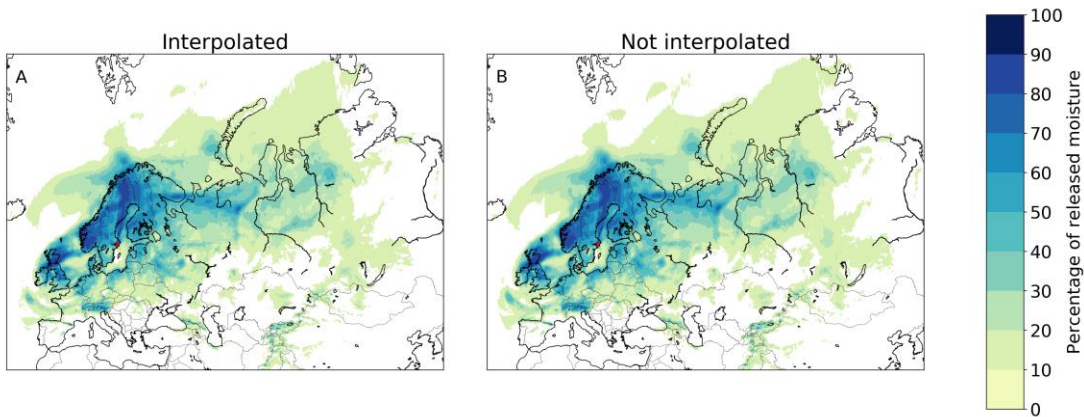 Interpolated
A
Not interpolated
B
100
90
80
70
60
50
40
30
20
10
0
Percentage of released moisture